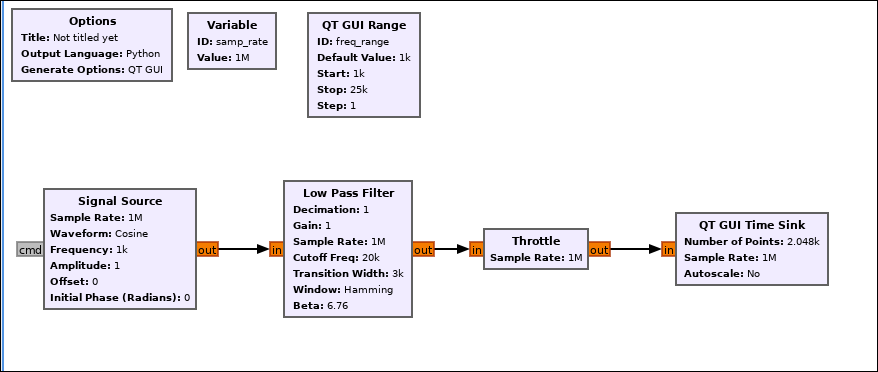 Options
Title: Not titled yet
Output Language: Python
Generate Options: QT GUI
Variable
ID: samp_rate
Value: 1M
QT GUI Range
ID: freq_range
Default Value: 1k
Start: 1k
Stop: 25k
Step: 1
cmd
Signal Source
Sample Rate: 1M
Waveform: Cosine
Frequency: 1k
Amplitude: 1
Offset: 0
Initial Phase (Radians): 0
out
in
Low Pass Filter
Decimation: 1
Gain: 1
Sample Rate: 1M
Cutoff Freq: 20k
Transition Width: 3k
Window: Hamming
Beta: 6.76
out
in
Throttle
Sample Rate: 1M
out
in
QT GUI Time Sink
Number of Points: 2.048k
Sample Rate: 1M
Autoscale: No